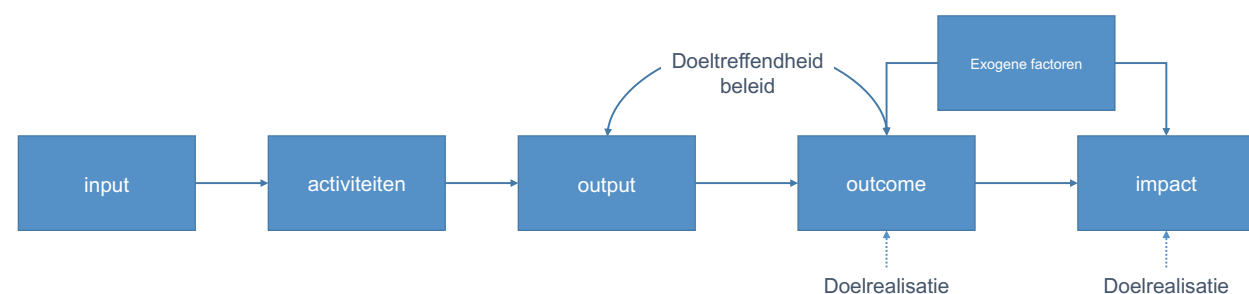 Doeltreffendheid
beleid
Exogene factoren
input
activiteiten
output
outcome
impact
Doelrealisatie
Doelrealisatie